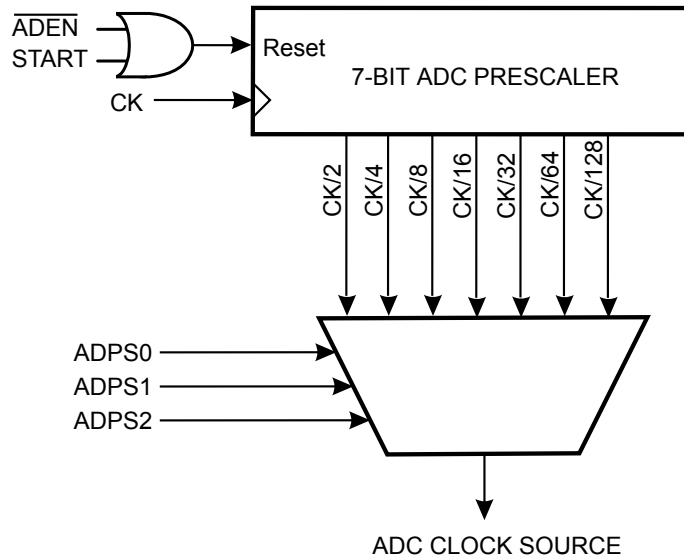 ADEN
START
Reset
7-BIT ADC PRESCALER
CK
CK/2
CK/4
CK/8
CK/16
CK/32
CK/64
CK/128
ADPS0
ADPS1
ADPS2
ADC CLOCK SOURCE